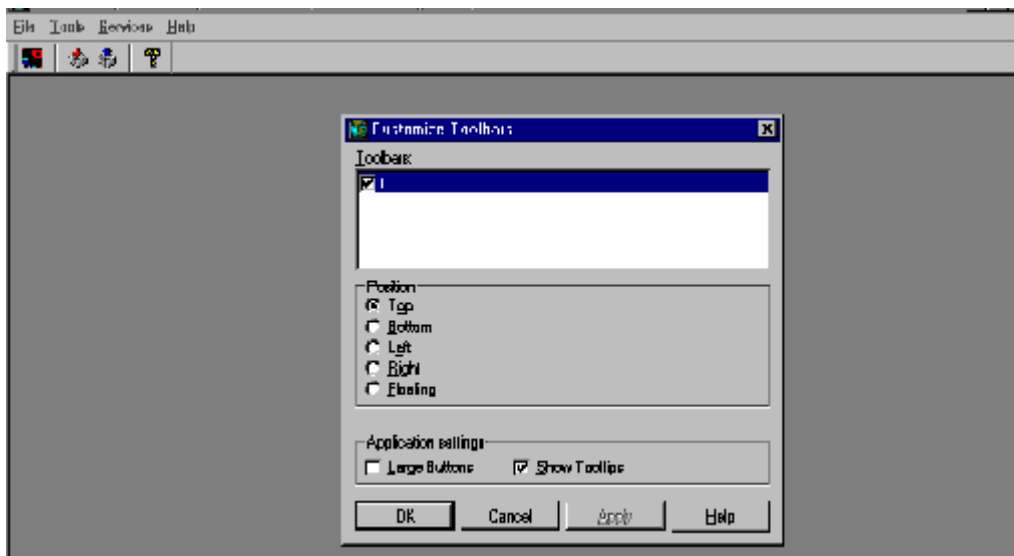 File Tools Services Help
Customize Toolbars
Toolbars:
Position
Top
Bottom
Left
Right
Floating
Application settings
Large Buttons Show Tooltips
OK Cancel Apply Help